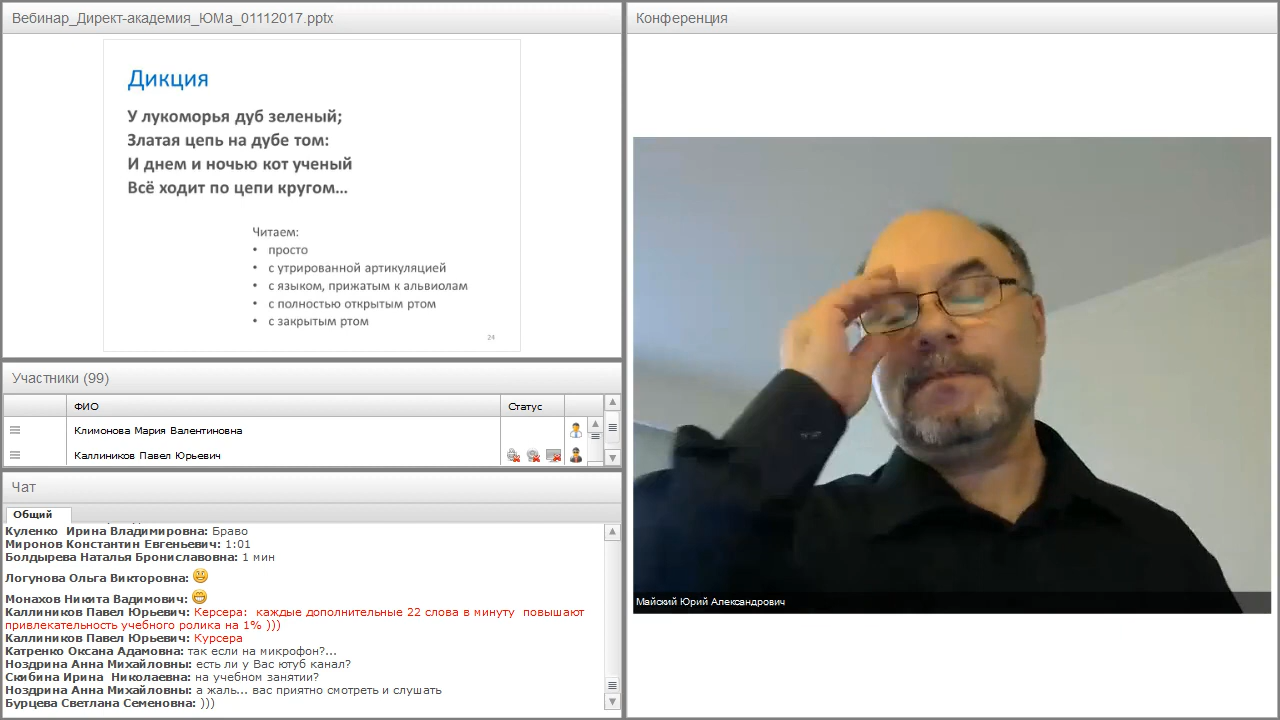 Вебинар_Директ-академия_ЮМа_01112017.pptx
Дикция
У лукоморья дуб зеленый;
Златая цепь на дубе том:
И днем и ночью кот ученый
Всё ходит по цепи кругом…
Читаем:
• просто
• с утрированной артикуляцией
• с языком, прижатым к альвиолам
• с полностью открытым ртом
• с закрытым ртом
24
Участники (99)
ФИО Статус
Климонова Мария Валентиновна
Каллиников Павел Юрьевич
Чат
Общий
Куленко Ирина Владимировна: Браво
Миронов Константин Евгеньевич: 1:01
Болдырева Наталья Брониславовна: 1 мин
Логунова Ольга Викторовна:
Монахов Никита Вадимович:
Каллиников Павел Юрьевич: Керсера: каждые дополнительные 22 слова в минуту повышают
привлекательность учебного ролика на 1% )))
Каллиников Павел Юрьевич: Курсера
Катренко Оксана Адамовна: так если на микрофон?...
Ноздрина Анна Михайловны: есть ли у Вас ютуб канал?
Скибина Ирина Николаевна: на учебном занятии?
Ноздрина Анна Михайловны: а жаль... вас приятно смотреть и слушать
Бурцева Светлана Семеновна: )))
Конференция
Майский Юрий Александрович